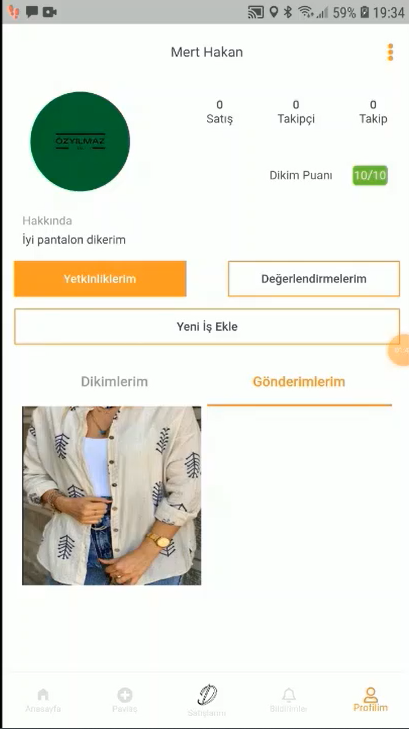 59% 19:34
Mert Hakan
ÖZYILMAZ
0 0 0
Satış Takipçi Takip
Dikim Puanı 10/10
Hakkında
İyi pantalon dikerim
Yetkinliklerim Değerlendirmelerim
Yeni İş Ekle
Dikimlerim Gönderimlerim
Anasayfa Paylaş Satışlarım Bildirimler Profilim